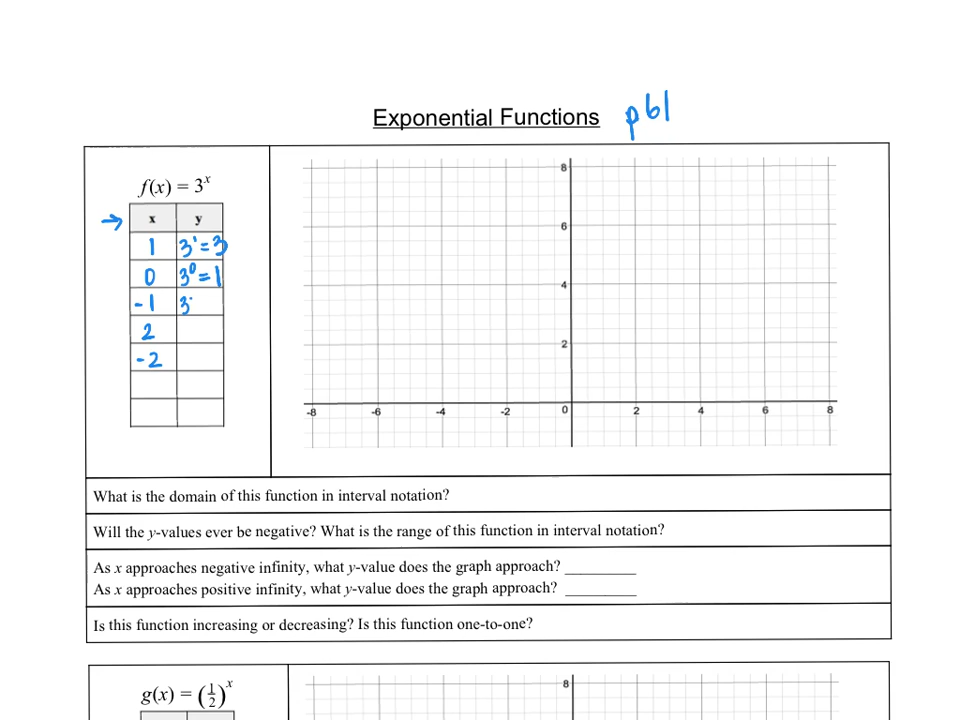 Exponential Functions p61
f(x) = 3ˣ
→ x y
1 3¹ = 3
0 3⁰ = 1
-1 3
2
-2
8
6
4
2
-8 -6 -4 -2 0 2 4 6 8
What is the domain of this function in interval notation?
Will the y-values ever be negative? What is the range of this function in interval notation?
As x approaches negative infinity, what y-value does the graph approach? _________
As x approaches positive infinity, what y-value does the graph approach? _________
Is this function increasing or decreasing? Is this function one-to-one?
g(x) = (1/2)ˣ
8